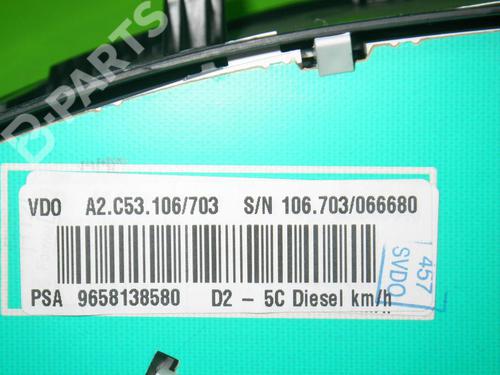 B-PARTS
VDO A2.C53.106/703 S/N 106.703/066680
PSA 9658138580 D2 - 5C Diesel km/h
457
SVDO